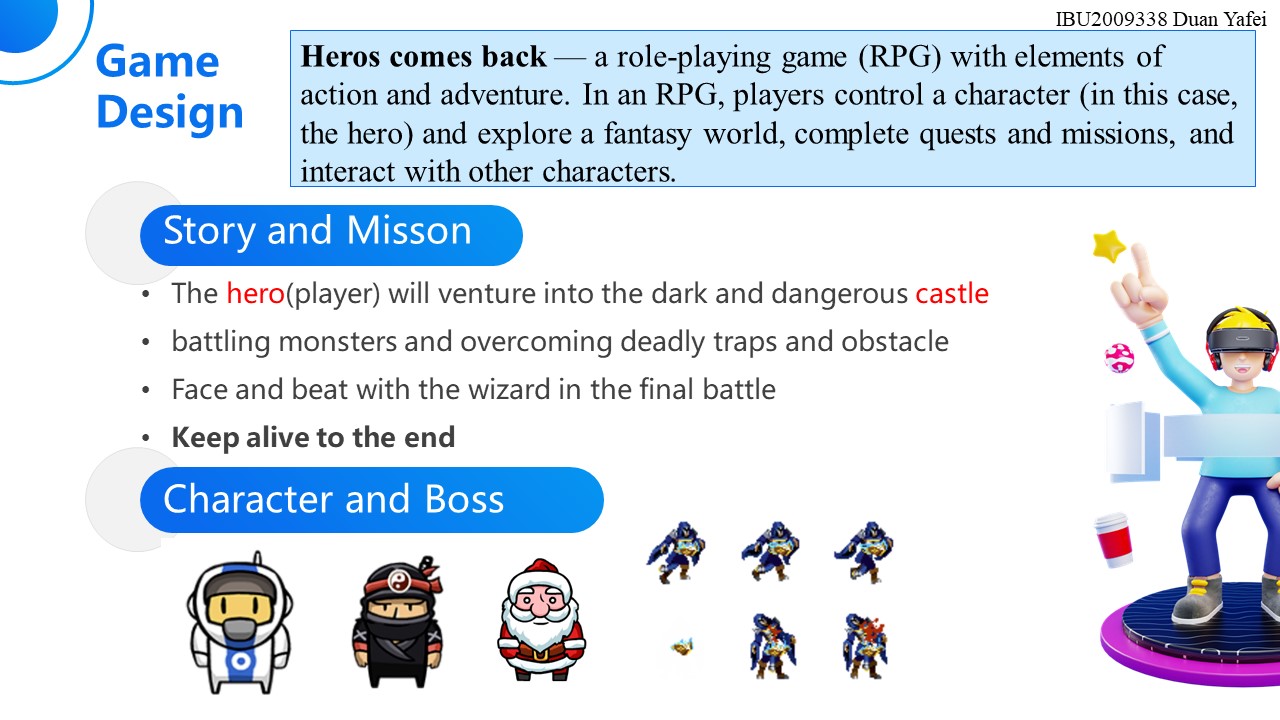 IBU2009338 Duan Yafei
Game
Design
Heros comes back — a role-playing game (RPG) with elements of
action and adventure. In an RPG, players control a character (in this case,
the hero) and explore a fantasy world, complete quests and missions, and
interact with other characters.
Story and Misson
• The hero(player) will venture into the dark and dangerous castle
• battling monsters and overcoming deadly traps and obstacle
• Face and beat with the wizard in the final battle
• Keep alive to the end
Character and Boss